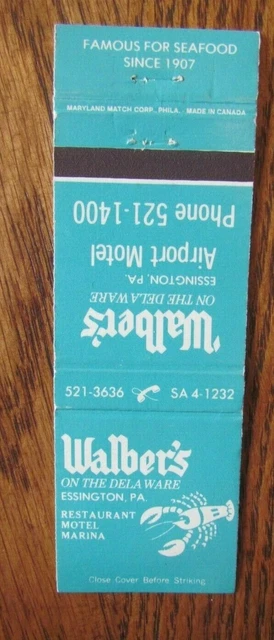 FAMOUS FOR SEAFOOD
SINCE 1907
MARYLAND MATCH CORP., PHILA. MADE IN CANADA
Walber's
ON THE DELAWARE
ESSINGTON, PA.
Airport Motel
Phone 521-1400
521-3636 SA 4-1232
Walber's
ON THE DELAWARE
ESSINGTON, PA.
RESTAURANT
MOTEL
MARINA
Close Cover Before Striking